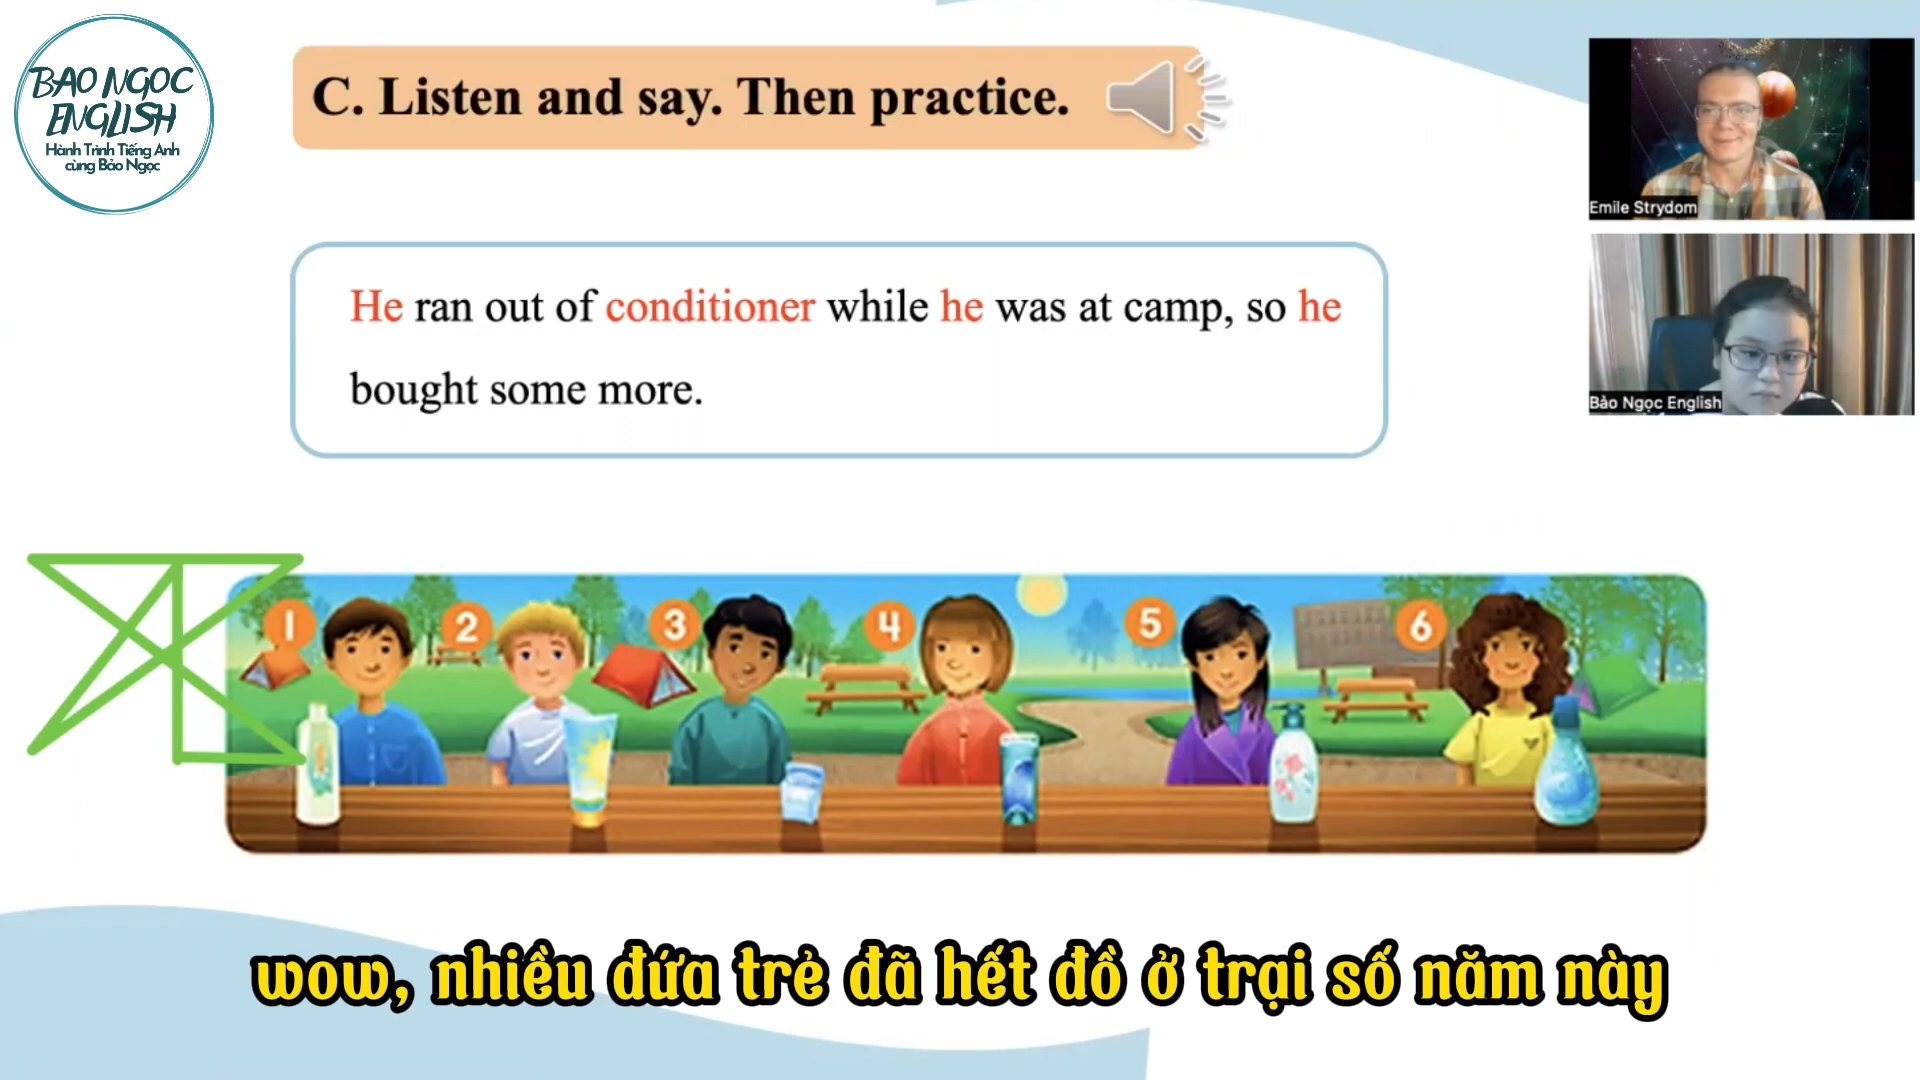 BAO NGOC
ENGLISH
Hành Trình Tiếng Anh
cùng Bảo Ngọc
C. Listen and say. Then practice.
Emile Strydom
He ran out of conditioner while he was at camp, so he
bought some more.
Bảo Ngọc English
1 2 3 4 5 6
wow, nhiều đứa trẻ đã hết đồ ở trại số năm này